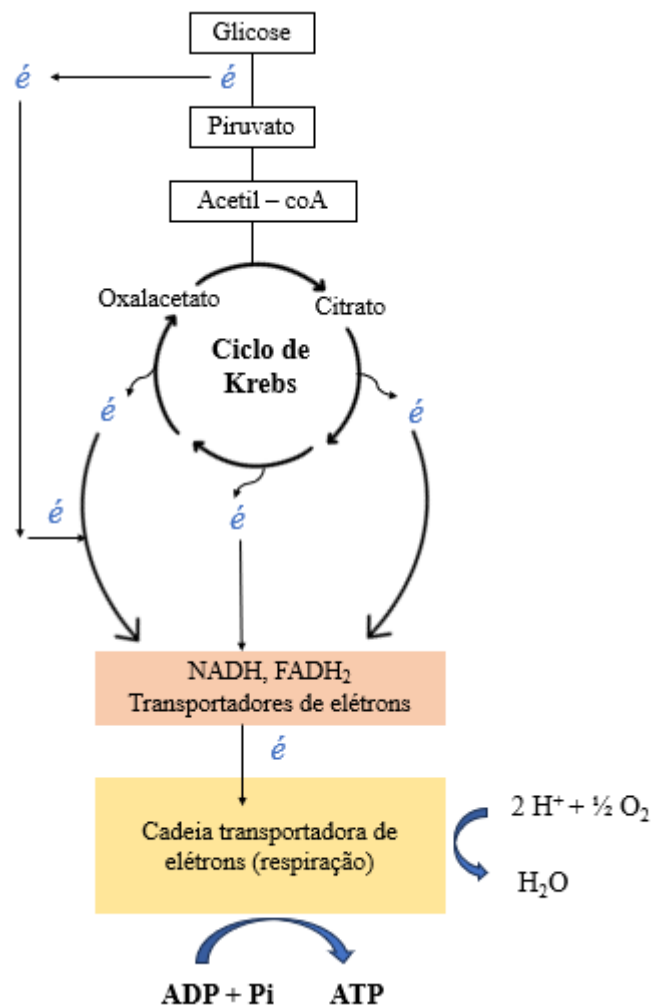 Glicose
é
é
Piruvato
Acetil – coA
Oxalacetato
Citrato
Ciclo de
Krebs
é
é
é
é
NADH, FADH₂
Transportadores de elétrons
é
Cadeia transportadora de
elétrons (respiração)
2 H⁺ + ½ O₂
H₂O
ADP + Pi
ATP